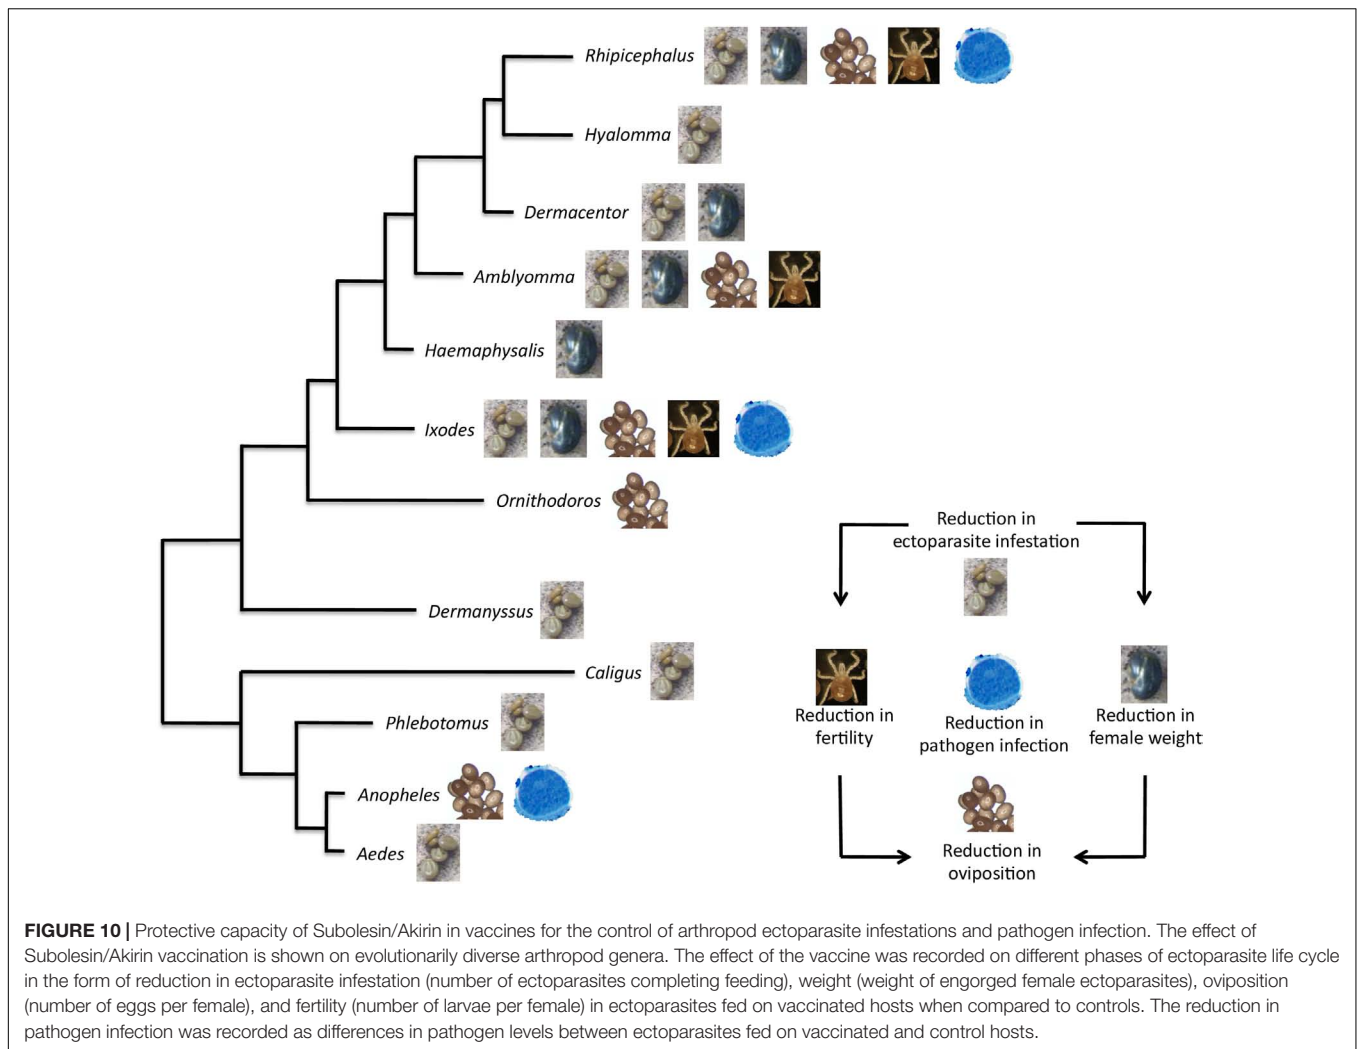 Rhipicephalus
Hyalomma
Dermacentor
Amblyomma
Haemaphysalis
Ixodes
Ornithodoros
Dermanyssus
Caligus
Phlebotomus
Anopheles
Aedes
Reduction in
ectoparasite infestation
Reduction in
fertility
Reduction in
pathogen infection
Reduction in
female weight
Reduction in
oviposition
FIGURE 10 | Protective capacity of Subolesin/Akirin in vaccines for the control of arthropod ectoparasite infestations and pathogen infection. The effect of
Subolesin/Akirin vaccination is shown on evolutionarily diverse arthropod genera. The effect of the vaccine was recorded on different phases of ectoparasite life cycle
in the form of reduction in ectoparasite infestation (number of ectoparasites completing feeding), weight (weight of engorged female ectoparasites), oviposition
(number of eggs per female), and fertility (number of larvae per female) in ectoparasites fed on vaccinated hosts when compared to controls. The reduction in
pathogen infection was recorded as differences in pathogen levels between ectoparasites fed on vaccinated and control hosts.